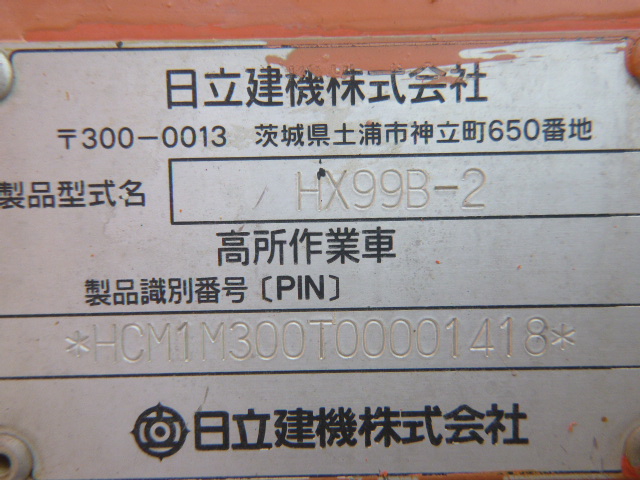 日立建機株式会社
〒300-0013 茨城県土浦市神立町650番地
製品型式名 HX99B-2
高所作業車
製品識別番号〔PIN〕
*HCM1M300T00001418*
日立建機株式会社